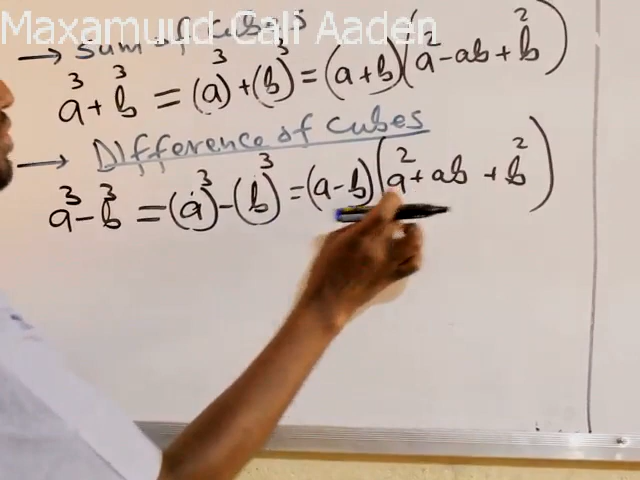 Maxamuud Cali Aaden
→ Sum of cubes
a³ + b³ = (a)³ + (b)³ = (a + b)(a² - ab + b²)
→ Difference of cubes
a³ - b³ = (a)³ - (b)³ = (a - b)(a² + ab + b²)